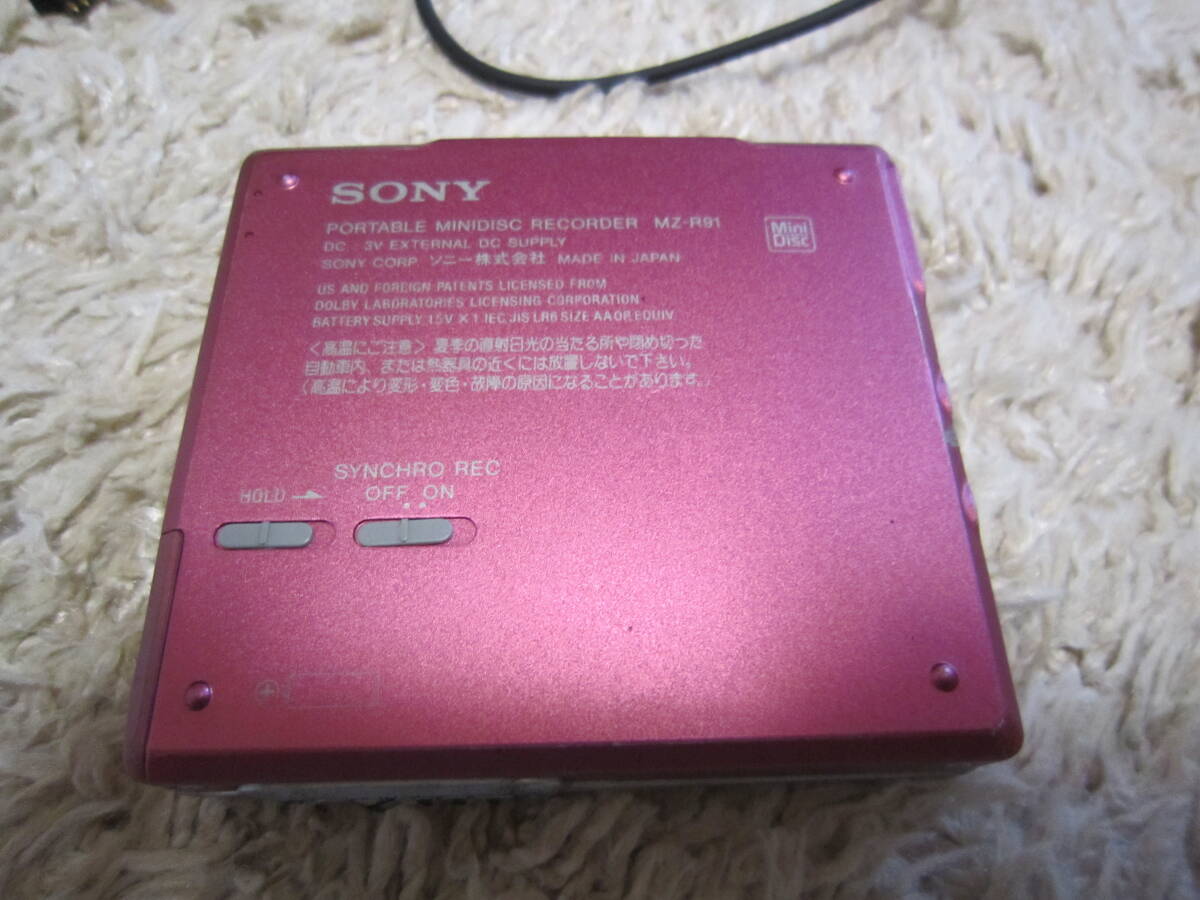 SONY
PORTABLE MINIDISC RECORDER MZ-R91
Mini Disc
DC 3V EXTERNAL DC SUPPLY
SONY CORP. ソニー株式会社 MADE IN JAPAN
US AND FOREIGN PATENTS LICENSED FROM
DOLBY LABORATORIES LICENSING CORPORATION
BATTERY SUPPLY 1.5V X 1 IEC JIS LR6 SIZE AA OR EQUIV.
<高温にご注意> 夏季の直射日光の当たる所や閉め切った
自動車内、または熱器具の近くには放置しないで下さい。
(高温により変形・変色・故障の原因になることがあります。)
SYNCHRO REC
HOLD
OFF ON